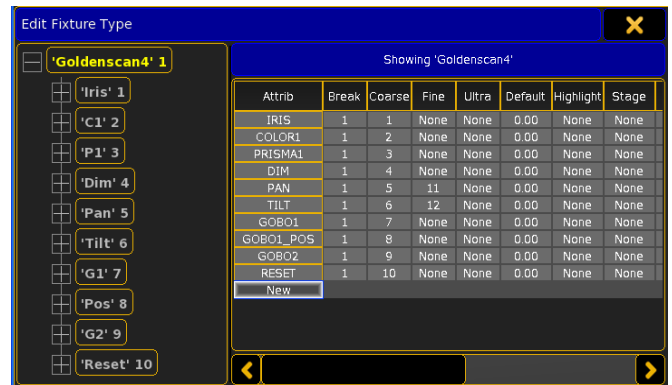 Edit Fixture Type
'Goldenscan4' 1
'Iris' 1
'C1' 2
'P1' 3
'Dim' 4
'Pan' 5
'Tilt' 6
'G1' 7
'Pos' 8
'G2' 9
'Reset' 10
Showing 'Goldenscan4'
Attrib Break Coarse Fine Ultra Default Highlight Stage
IRIS 1 1 None None 0.00 None None
COLOR1 1 2 None None 0.00 None None
PRISMA1 1 3 None None 0.00 None None
DIM 1 4 None None 0.00 None None
PAN 1 5 11 None 0.00 None None
TILT 1 6 12 None 0.00 None None
GOBO1 1 7 None None 0.00 None None
GOBO1_POS 1 8 None None 0.00 None None
GOBO2 1 9 None None 0.00 None None
RESET 1 10 None None 0.00 None None
New